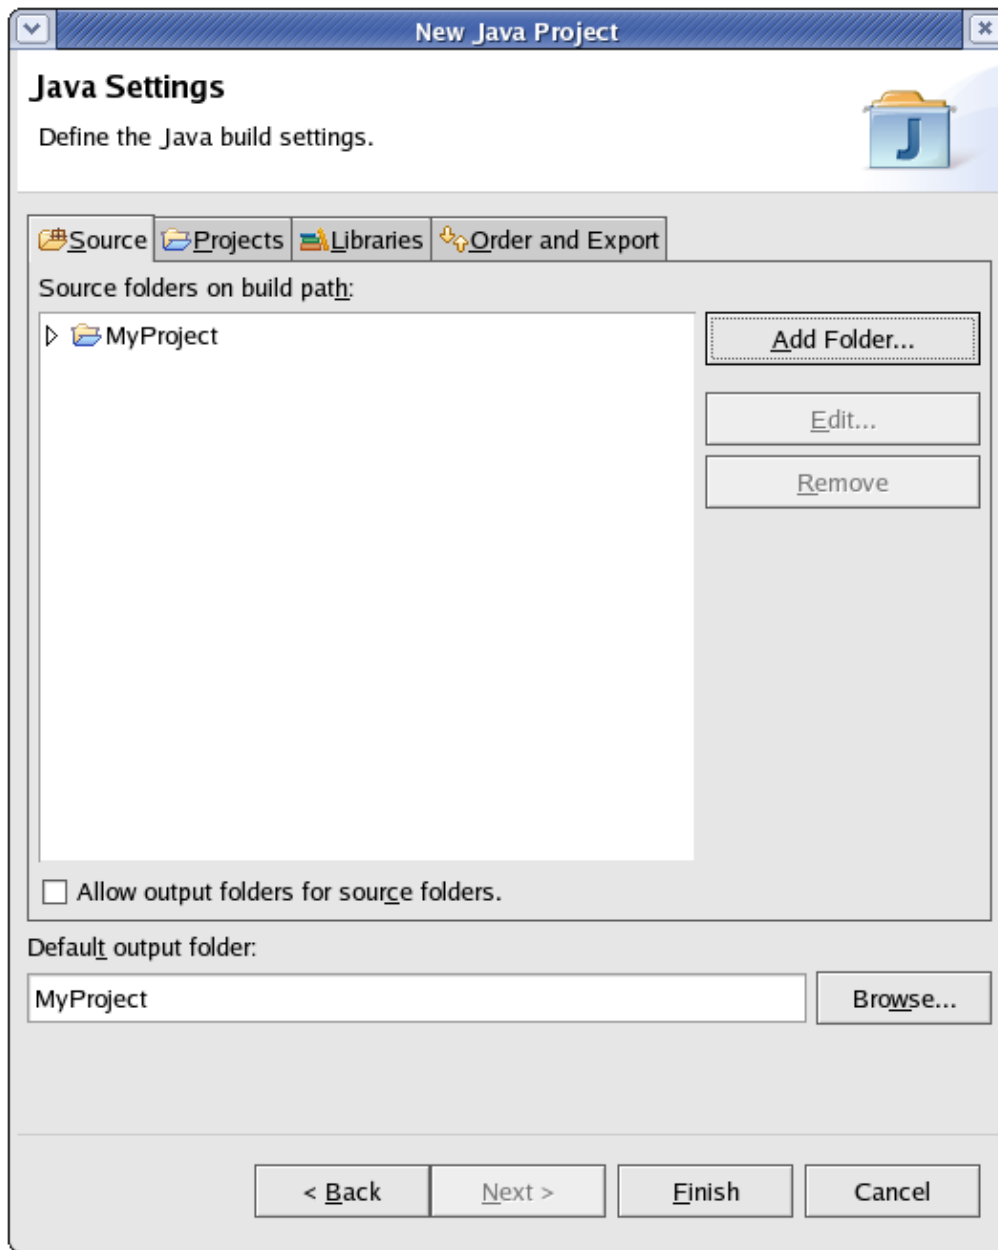 New Java Project
Java Settings
Define the Java build settings.
J
Source Projects Libraries Order and Export
Source folders on build path:
MyProject
Add Folder...
Edit...
Remove
Allow output folders for source folders.
Default output folder:
MyProject Browse...
< Back Next > Finish Cancel